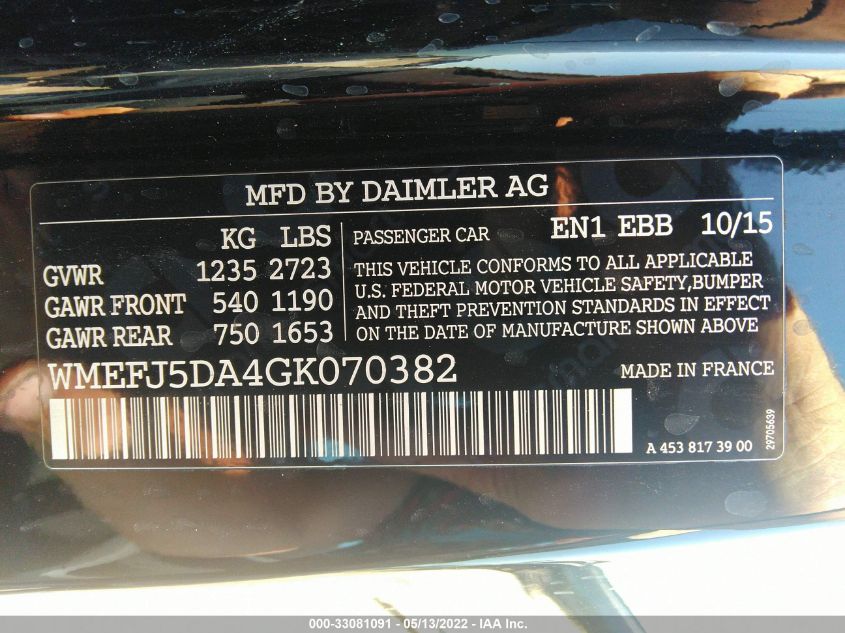 MFD BY DAIMLER AG
KG LBS
GVWR 1235 2723
GAWR FRONT 540 1190
GAWR REAR 750 1653
PASSENGER CAR EN1 EBB 10/15
THIS VEHICLE CONFORMS TO ALL APPLICABLE
U.S. FEDERAL MOTOR VEHICLE SAFETY,BUMPER
AND THEFT PREVENTION STANDARDS IN EFFECT
ON THE DATE OF MANUFACTURE SHOWN ABOVE
WMEFJ5DA4GK070382 MADE IN FRANCE
A 453 817 39 00
29705639
000-33081091 - 05/13/2022 - IAA Inc.